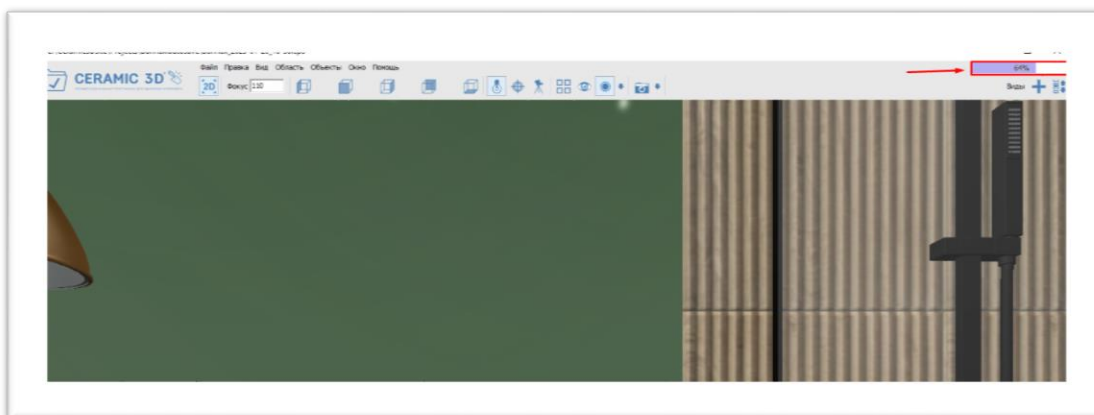 64%
Файл Правка Вид Область Объекты Окно Помощь
CERAMIC 3D
2D Фокус 110
Виды